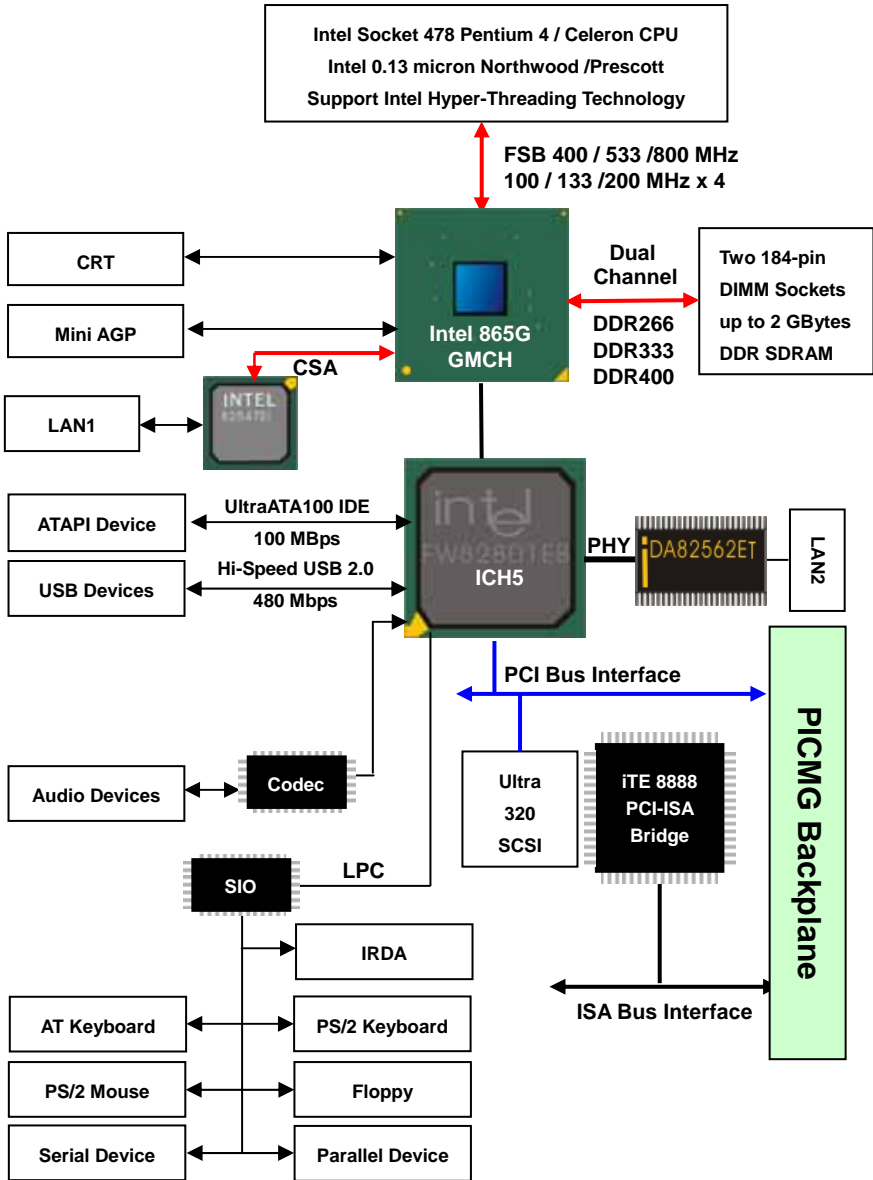 Intel Socket 478 Pentium 4 / Celeron CPU
Intel 0.13 micron Northwood /Prescott
Support Intel Hyper-Threading Technology
FSB 400 / 533 /800 MHz
100 / 133 /200 MHz x 4
CRT
Mini AGP
CSA
LAN1
INTEL
Intel 865G
GMCH
Dual
Channel
DDR266
DDR333
DDR400
Two 184-pin
DIMM Sockets
up to 2 GBytes
DDR SDRAM
ATAPI Device
UltraATA100 IDE
100 MBps
USB Devices
Hi-Speed USB 2.0
480 Mbps
intel
FW82801EB
ICH5
PHY
DA82562ET
LAN2
PCI Bus Interface
PICMG Backplane
Audio Devices
Codec
Ultra
320
SCSI
iTE 8888
PCI-ISA
Bridge
SIO
LPC
IRDA
ISA Bus Interface
AT Keyboard
PS/2 Keyboard
PS/2 Mouse
Floppy
Serial Device
Parallel Device